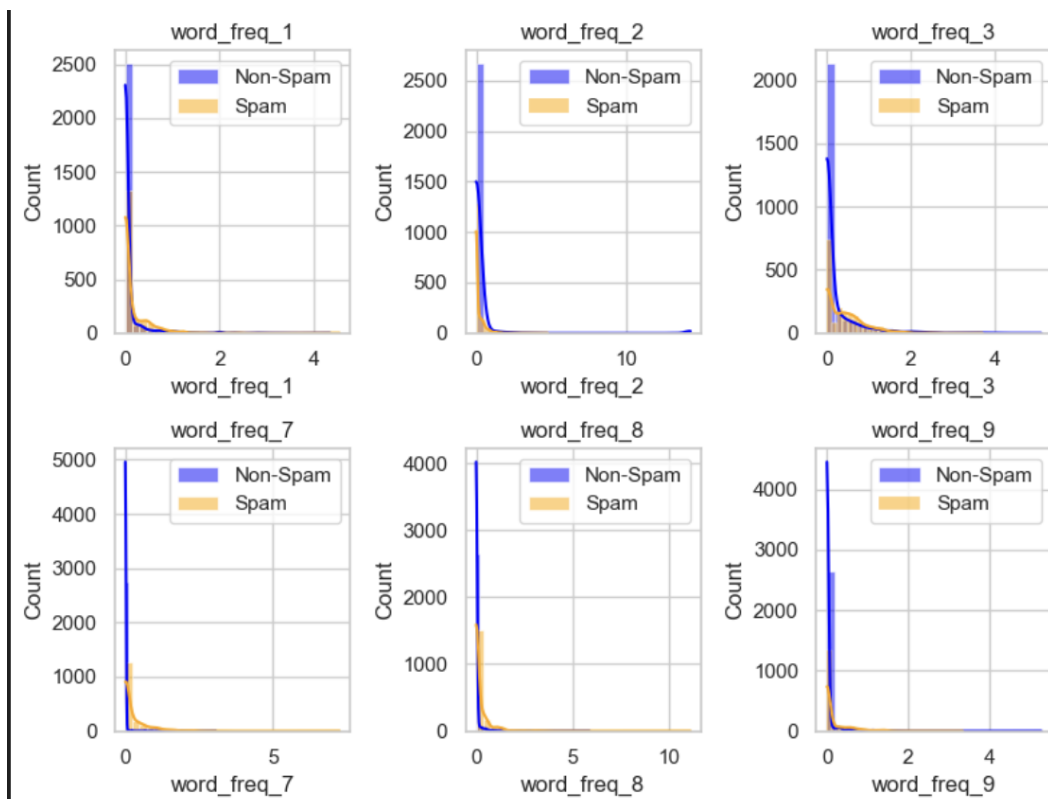 word_freq_1
2500
2000
1500
1000
500
0
Count
Non-Spam
Spam
0 2 4
word_freq_1
word_freq_2
2500
2000
1500
1000
500
0
Count
Non-Spam
Spam
0 10
word_freq_2
word_freq_3
2000
1500
1000
500
0
Count
Non-Spam
Spam
0 2 4
word_freq_3
word_freq_7
5000
4000
3000
2000
1000
0
Count
Non-Spam
Spam
0 5
word_freq_7
word_freq_8
4000
3000
2000
1000
0
Count
Non-Spam
Spam
0 5 10
word_freq_8
word_freq_9
4000
3000
2000
1000
0
Count
Non-Spam
Spam
0 2 4
word_freq_9